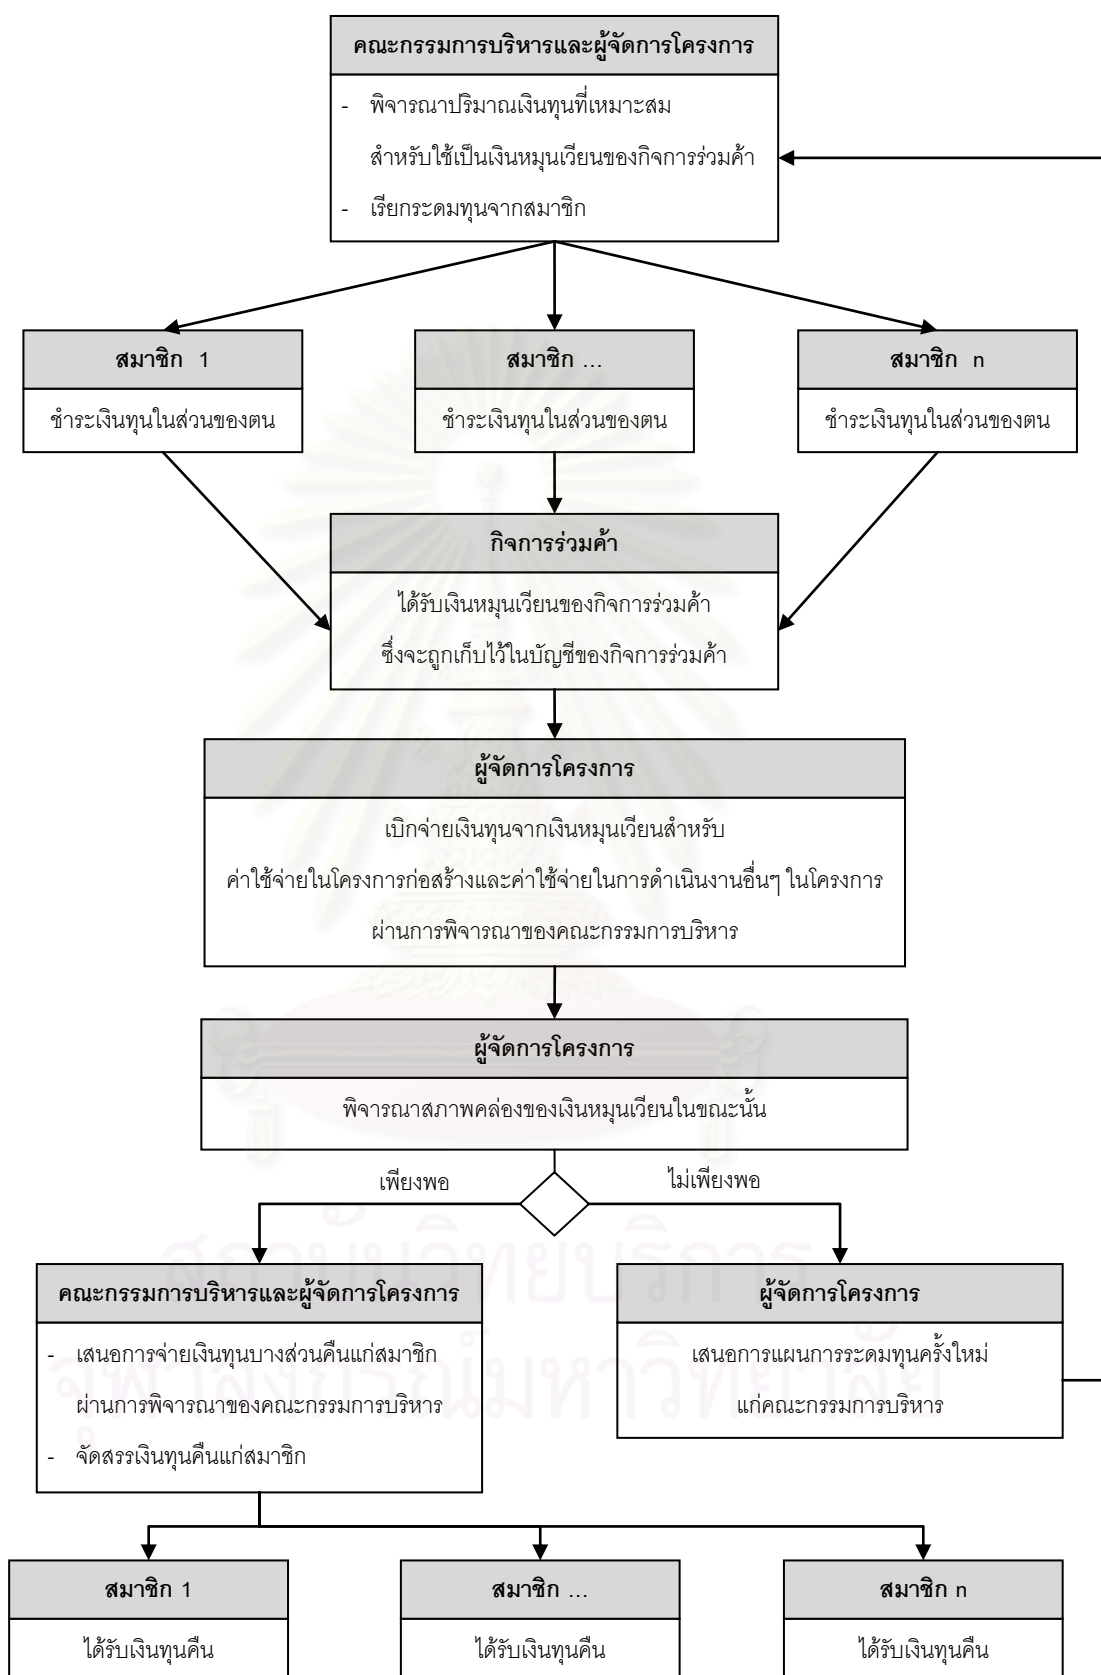 คณะกรรมการบริหารและผู้จัดการโครงการ
- พิจารณาปริมาณเงินทุนที่เหมาะสม
สำหรับใช้เป็นเงินหมุนเวียนของกิจการร่วมค้า
- เรียกระดมทุนจากสมาชิก
สมาชิก 1
ชำระเงินทุนในส่วนของตน
สมาชิก ...
ชำระเงินทุนในส่วนของตน
สมาชิก n
ชำระเงินทุนในส่วนของตน
กิจการร่วมค้า
ได้รับเงินหมุนเวียนของกิจการร่วมค้า
ซึ่งจะถูกเก็บไว้ในบัญชีของกิจการร่วมค้า
ผู้จัดการโครงการ
เบิกจ่ายเงินทุนจากเงินหมุนเวียนสำหรับ
ค่าใช้จ่ายในโครงการก่อสร้างและค่าใช้จ่ายในการดำเนินงานอื่นๆ ในโครงการ
ผ่านการพิจารณาของคณะกรรมการบริหาร
ผู้จัดการโครงการ
พิจารณาสภาพคล่องของเงินหมุนเวียนในขณะนั้น
เพียงพอ
ไม่เพียงพอ
คณะกรรมการบริหารและผู้จัดการโครงการ
- เสนอการจ่ายเงินทุนบางส่วนคืนแก่สมาชิก
ผ่านการพิจารณาของคณะกรรมการบริหาร
- จัดสรรเงินทุนคืนแก่สมาชิก
ผู้จัดการโครงการ
เสนอการแผนการระดมทุนครั้งใหม่
แก่คณะกรรมการบริหาร
สมาชิก 1
ได้รับเงินทุนคืน
สมาชิก ...
ได้รับเงินทุนคืน
สมาชิก n
ได้รับเงินทุนคืน
สถาบันวิทยบริการ
จุฬาลงกรณ์มหาวิทยาลัย